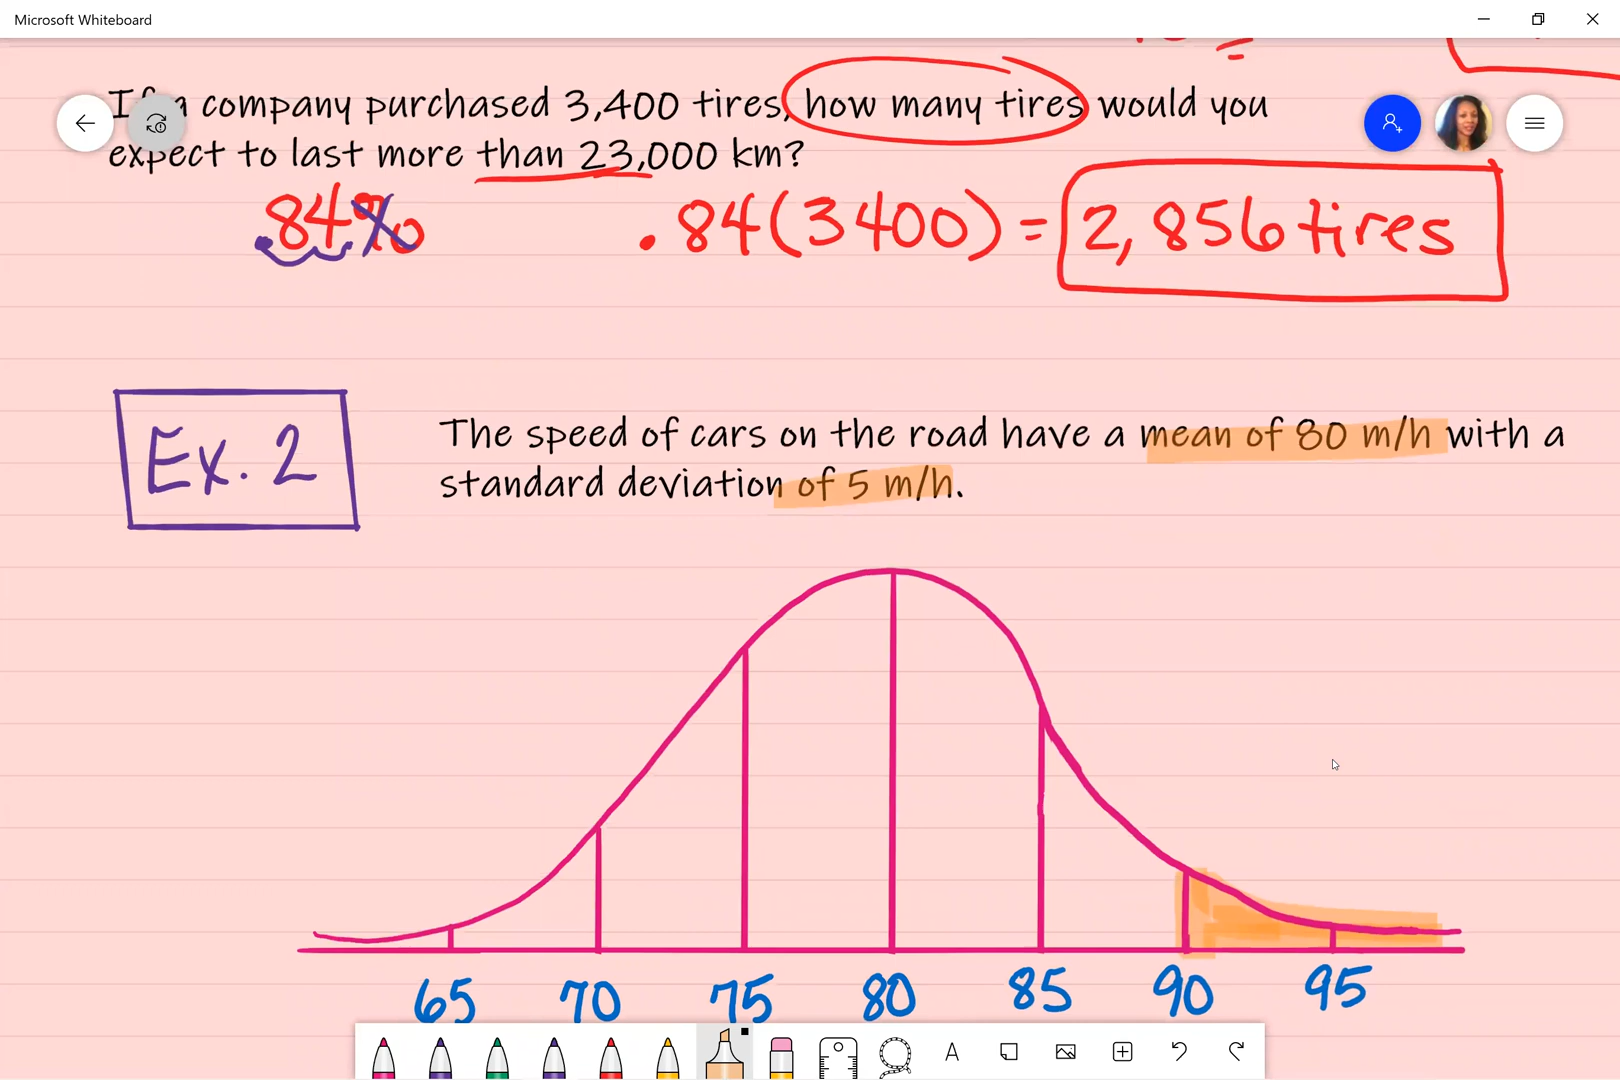 Microsoft Whiteboard
If a company purchased 3,400 tires, how many tires would you
expect to last more than 23,000 km?
.84% .84(3400) = 2,856 tires
Ex. 2
The speed of cars on the road have a mean of 80 m/h with a
standard deviation of 5 m/h.
65 70 75 80 85 90 95
A